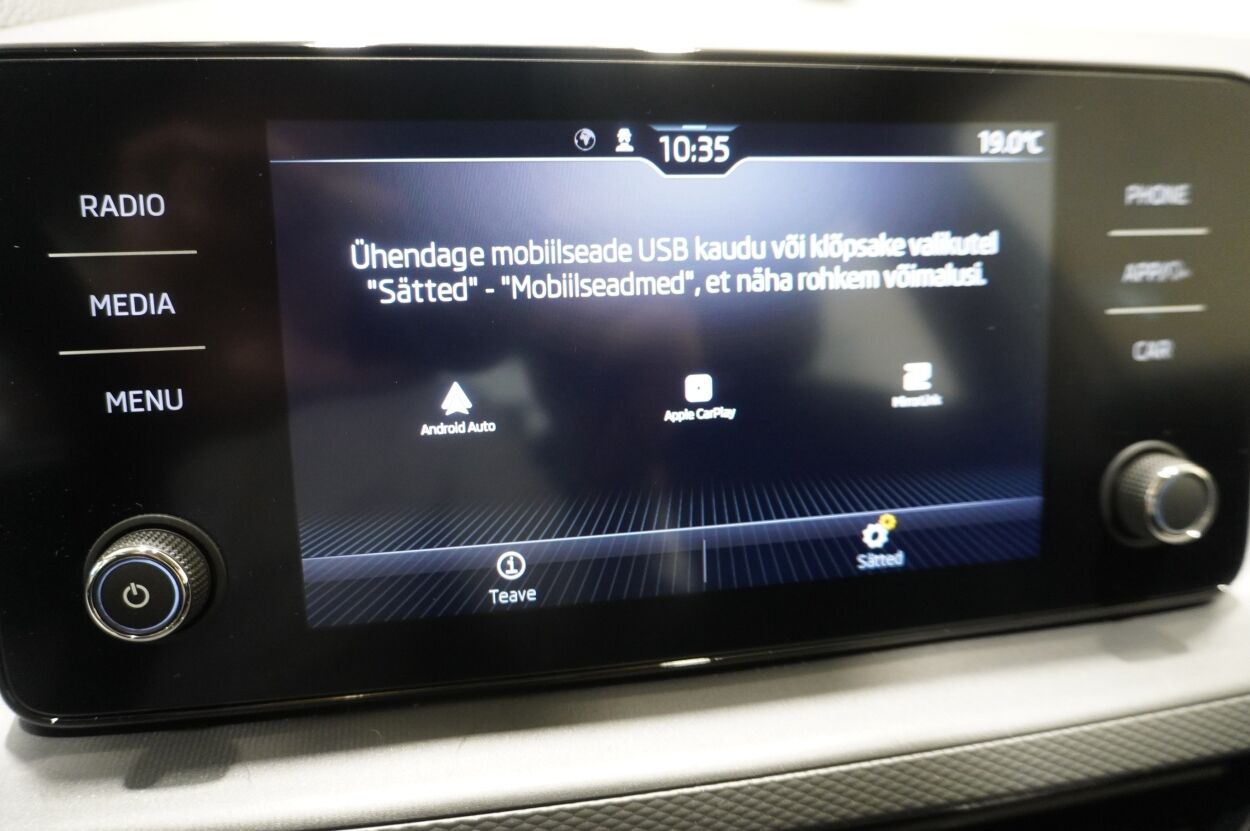 10:35
19.0°C
RADIO
MEDIA
MENU
Ühendage mobiilseade USB kaudu või klõpsake valikutel
"Sätted" - "Mobiilseadmed", et näha rohkem võimalusi.
Android Auto
Apple CarPlay
MirrorLink
Teave
Sätted
PHONE
CAR